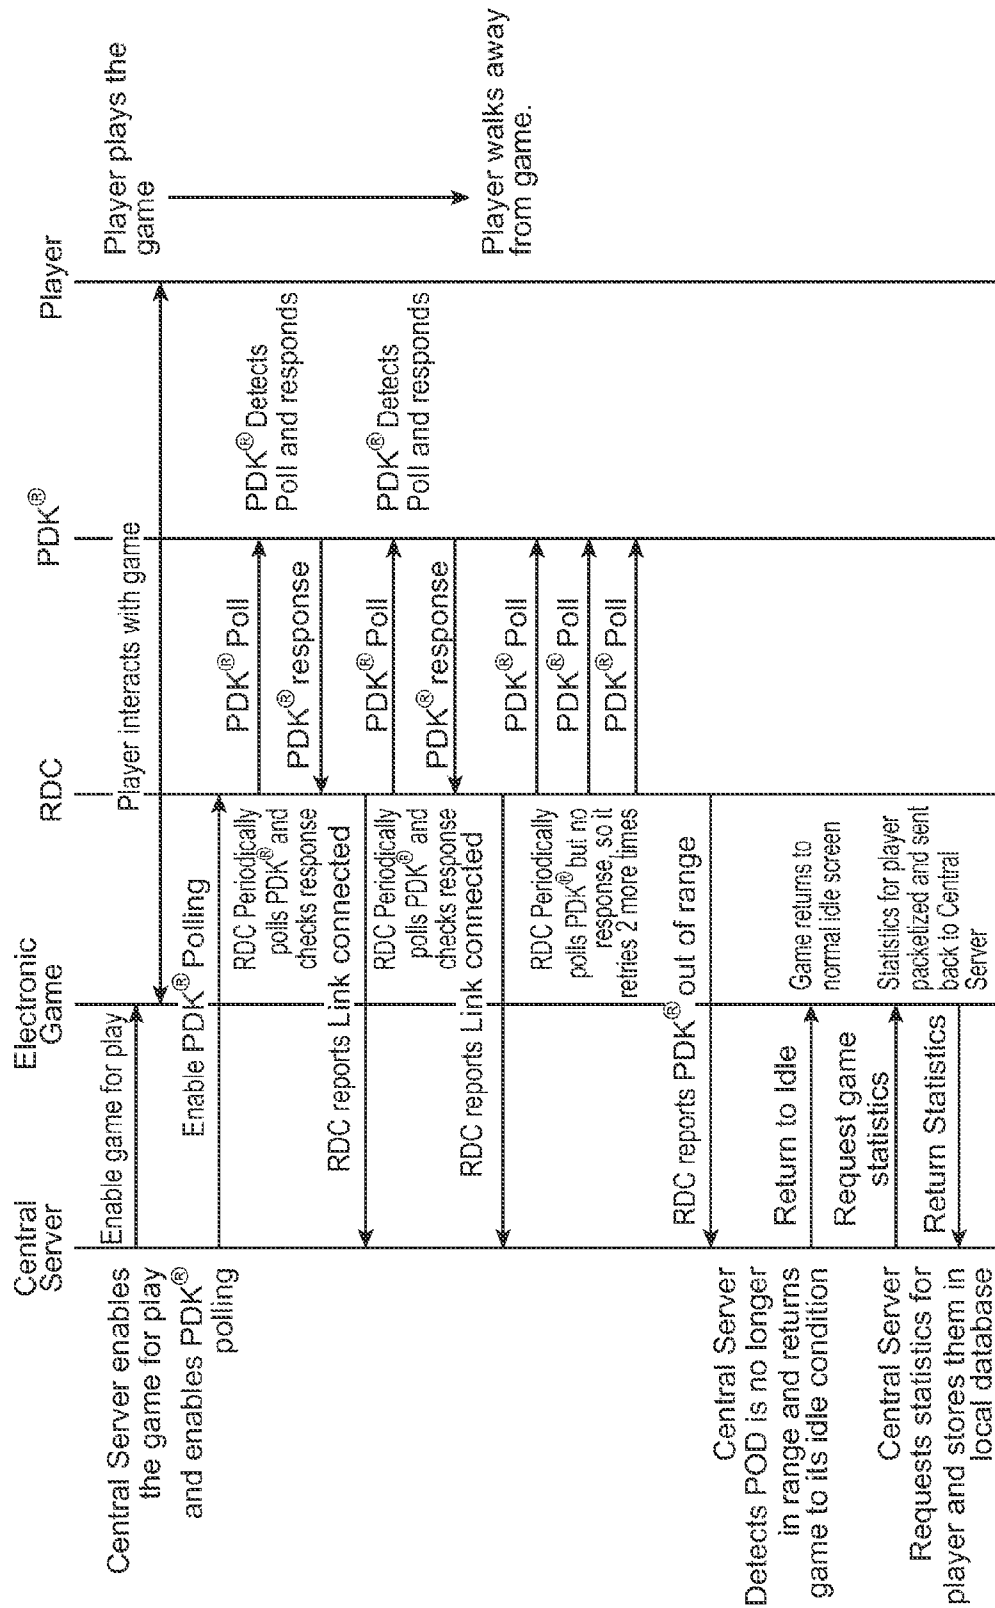 Central
Server
Electronic
Game
RDC
PDK®
Player
Central Server enables
the game for play
and enables PDK®
polling
Enable game for play
Player interacts with game
Player plays the
game
Enable PDK® Polling
RDC Periodically
polls PDK® and
checks response
PDK® Poll
PDK® Detects
Poll and responds
PDK® response
RDC reports Link connected
RDC Periodically
polls PDK® and
checks response
PDK® Poll
PDK® Detects
Poll and responds
PDK® response
RDC reports Link connected
Player walks away
from game.
RDC Periodically
polls PDK® but no
response, so it
retries 2 more times
PDK® Poll
PDK® Poll
PDK® Poll
RDC reports PDK® out of range
Central Server
Detects POD is no longer
in range and returns
game to its idle condition
Return to Idle
Game returns to
normal idle screen
Central Server
Requests statistics for
player and stores them in
local database
Request game
statistics
Statistics for player
packetized and sent
back to Central
Server
Return Statistics